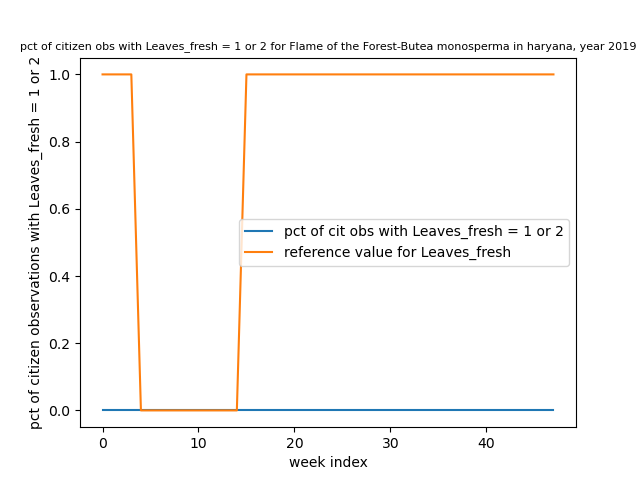 pct of citizen obs with Leaves_fresh = 1 or 2 for Flame of the Forest-Butea monosperma in haryana, year 2019
pct of citizen observations with Leaves_fresh = 1 or 2
1.0
0.8
0.6
0.4
0.2
0.0
pct of cit obs with Leaves_fresh = 1 or 2
reference value for Leaves_fresh
0 10 20 30 40
week index